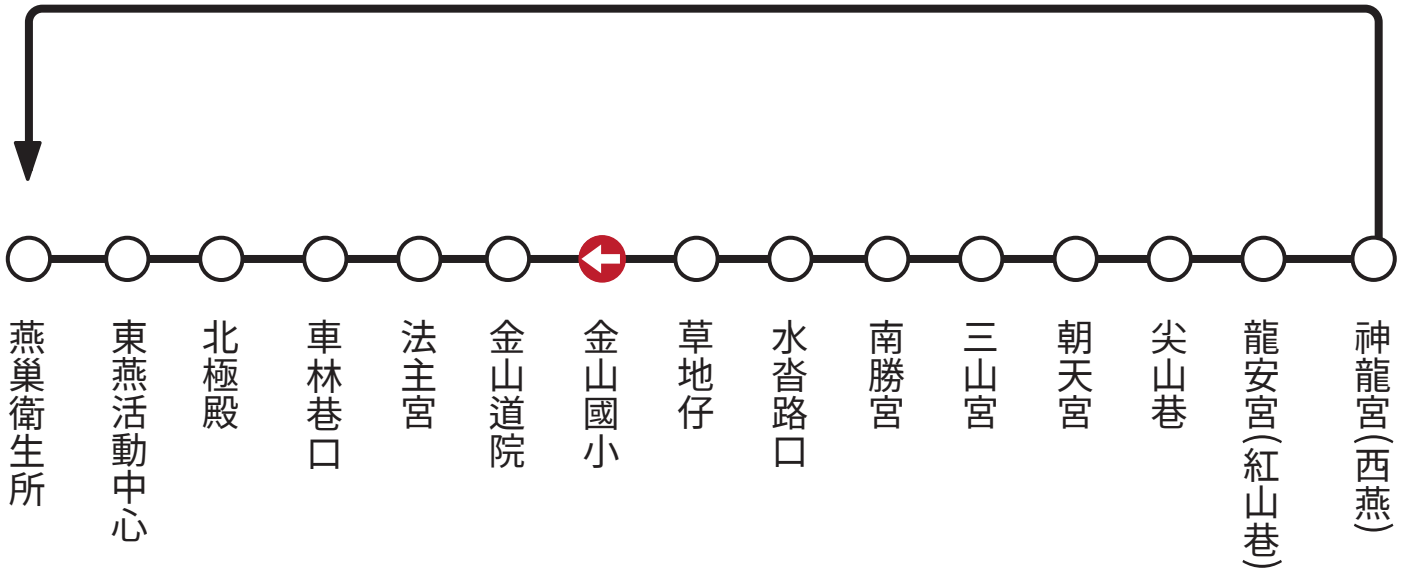 燕巢衛生所
東燕活動中心
北極殿
車林巷口
法主宮
金山道院
金山國小
草地仔
水沓路口
南勝宮
三山宮
朝天宮
尖山巷
龍安宮(紅山巷)
神龍宮(西燕)